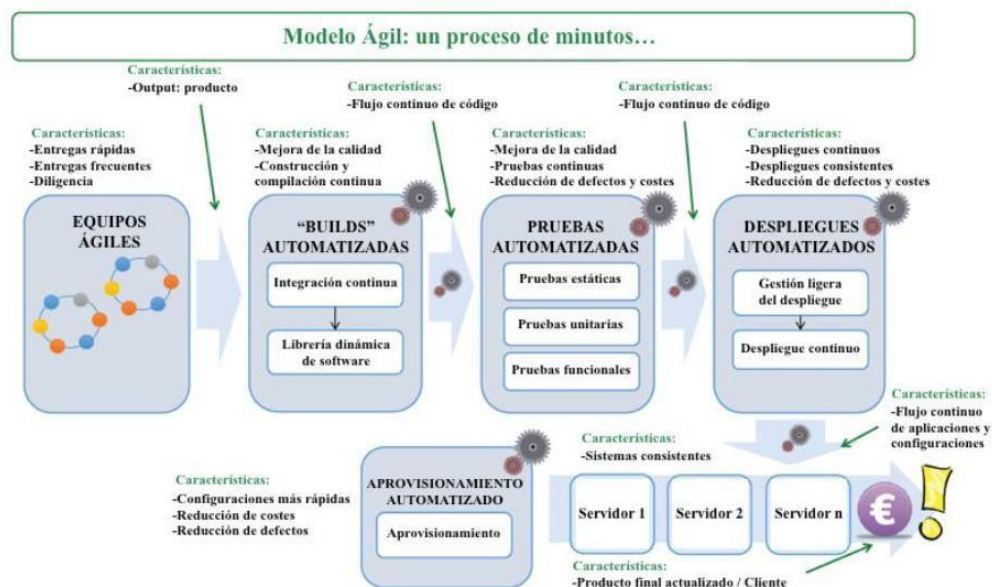 Modelo Ágil: un proceso de minutos…
Características:
-Output: producto
Características:
-Flujo continuo de código
Características:
-Flujo continuo de código
Características:
-Entregas rápidas
-Entregas frecuentes
-Diligencia
Características:
-Mejora de la calidad
-Construcción y
compilación continua
Características:
-Mejora de la calidad
-Pruebas continuas
-Reducción de defectos y costes
Características:
-Despliegues continuos
-Despliegues consistentes
-Reducción de defectos y costes
EQUIPOS
ÁGILES
“BUILDS”
AUTOMATIZADAS
Integración continua
Librería dinámica
de software
PRUEBAS
AUTOMATIZADAS
Pruebas estáticas
Pruebas unitarias
Pruebas funcionales
DESPLIEGUES
AUTOMATIZADOS
Gestión ligera
del despliegue
Despliegue continuo
Características:
-Flujo continuo
de aplicaciones y
configuraciones
Características:
-Sistemas consistentes
Características:
-Configuraciones más rápidas
-Reducción de costes
-Reducción de defectos
APROVISIONAMIENTO
AUTOMATIZADO
Aprovisionamiento
Servidor 1
Servidor 2
Servidor n
€
!
Características:
-Producto final actualizado / Cliente